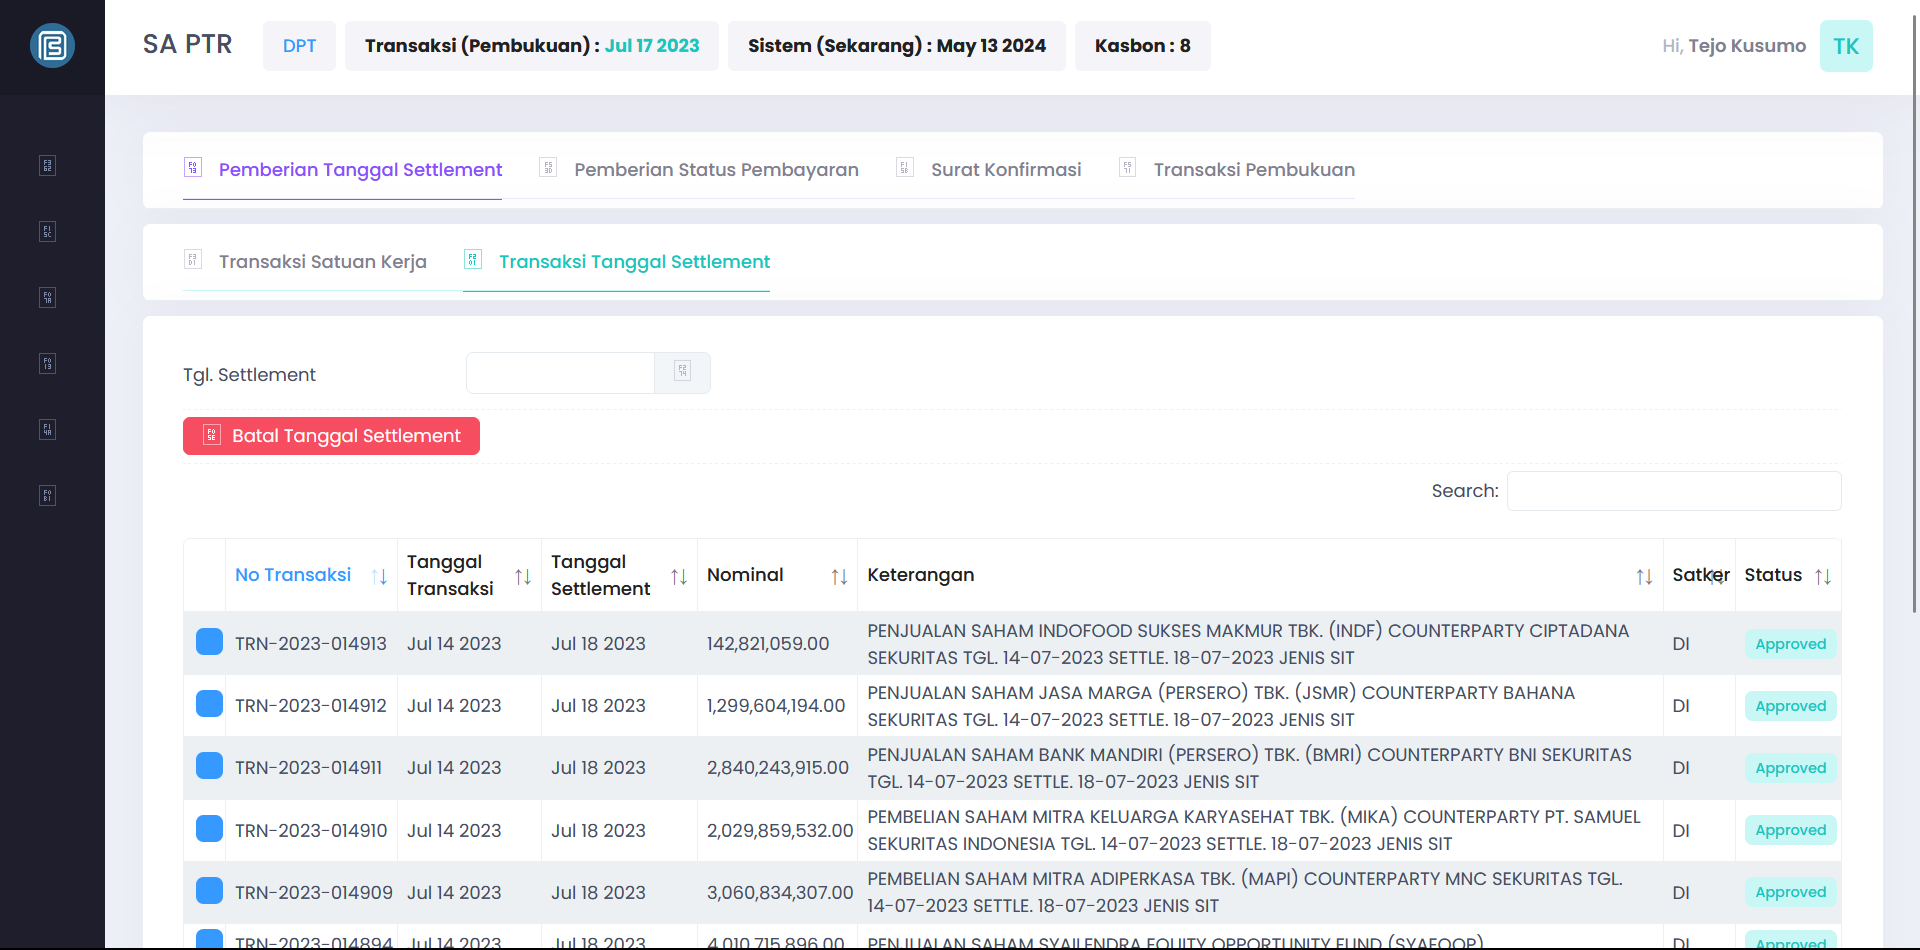 SA PTR
DPT
Transaksi (Pembukuan) : Jul 17 2023
Sistem (Sekarang) : May 13 2024
Kasbon : 8
Hi, Tejo Kusumo
TK
Pemberian Tanggal Settlement
Pemberian Status Pembayaran
Surat Konfirmasi
Transaksi Pembukuan
Transaksi Satuan Kerja
Transaksi Tanggal Settlement
Tgl. Settlement
Batal Tanggal Settlement
Search:
No Transaksi
Tanggal
Transaksi
Tanggal
Settlement
Nominal
Keterangan
Satker
Status
TRN-2023-014913
Jul 14 2023
Jul 18 2023
142,821,059.00
PENJUALAN SAHAM INDOFOOD SUKSES MAKMUR TBK. (INDF) COUNTERPARTY CIPTADANA
SEKURITAS TGL. 14-07-2023 SETTLE. 18-07-2023 JENIS SIT
DI
Approved
TRN-2023-014912
Jul 14 2023
Jul 18 2023
1,299,604,194.00
PENJUALAN SAHAM JASA MARGA (PERSERO) TBK. (JSMR) COUNTERPARTY BAHANA
SEKURITAS TGL. 14-07-2023 SETTLE. 18-07-2023 JENIS SIT
DI
Approved
TRN-2023-014911
Jul 14 2023
Jul 18 2023
2,840,243,915.00
PENJUALAN SAHAM BANK MANDIRI (PERSERO) TBK. (BMRI) COUNTERPARTY BNI SEKURITAS
TGL. 14-07-2023 SETTLE. 18-07-2023 JENIS SIT
DI
Approved
TRN-2023-014910
Jul 14 2023
Jul 18 2023
2,029,859,532.00
PEMBELIAN SAHAM MITRA KELUARGA KARYASEHAT TBK. (MIKA) COUNTERPARTY PT. SAMUEL
SEKURITAS INDONESIA TGL. 14-07-2023 SETTLE. 18-07-2023 JENIS SIT
DI
Approved
TRN-2023-014909
Jul 14 2023
Jul 18 2023
3,060,834,307.00
PEMBELIAN SAHAM MITRA ADIPERKASA TBK. (MAPI) COUNTERPARTY MNC SEKURITAS TGL.
14-07-2023 SETTLE. 18-07-2023 JENIS SIT
DI
Approved
TRN-2023-014894
Jul 14 2023
Jul 18 2023
4,010,715,896.00
PENJUALAN SAHAM SYAILENDRA EQUITY OPPORTUNITY FUND (SYAFOOP)
DI
Approved